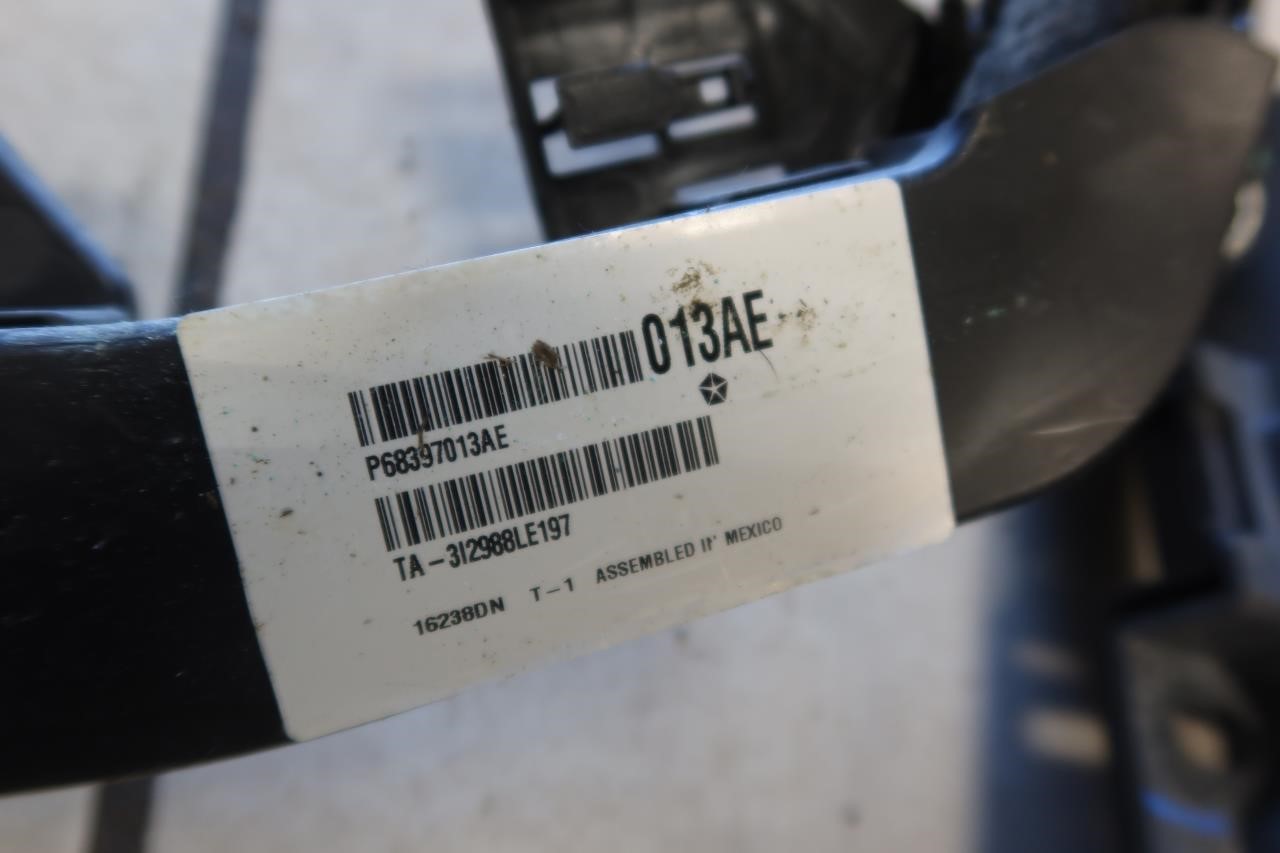 013AE
P68397013AE
TA-3I2988LE197
16238DN T-1 ASSEMBLED IN MEXICO